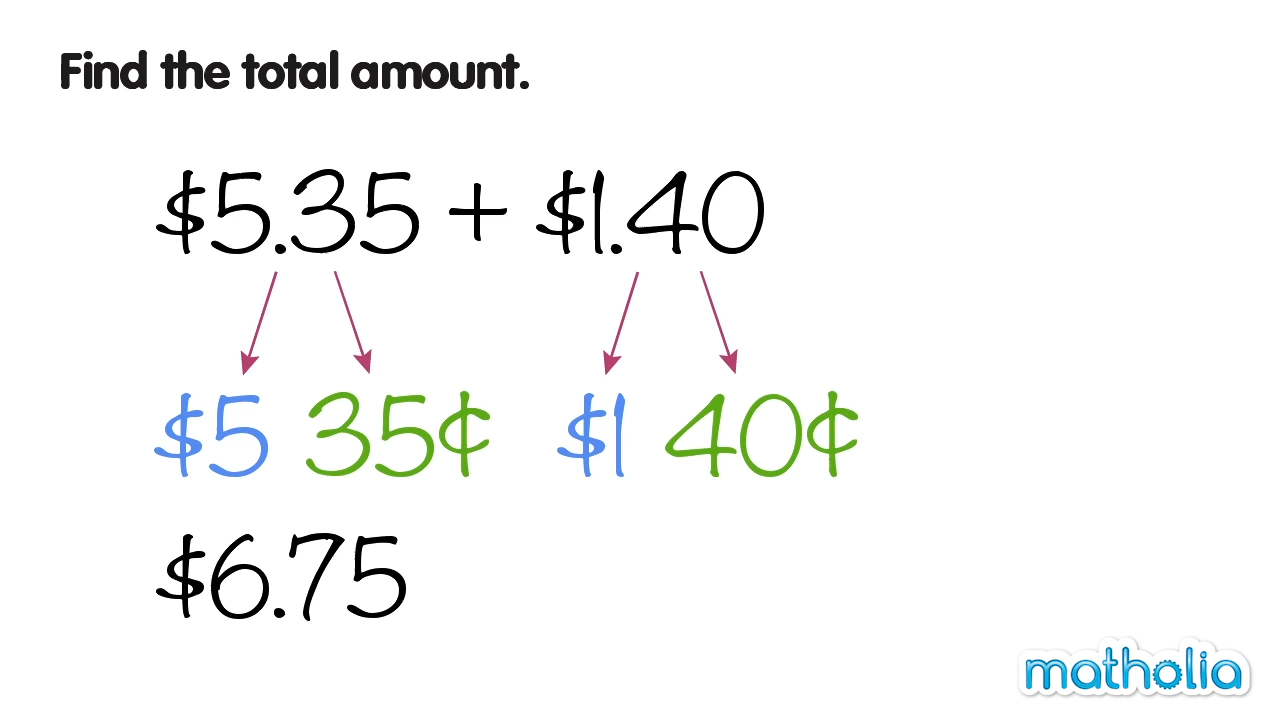 Find the total amount.
$5.35 + $1.40
$5 35¢ $1 40¢
$6.75
matholia